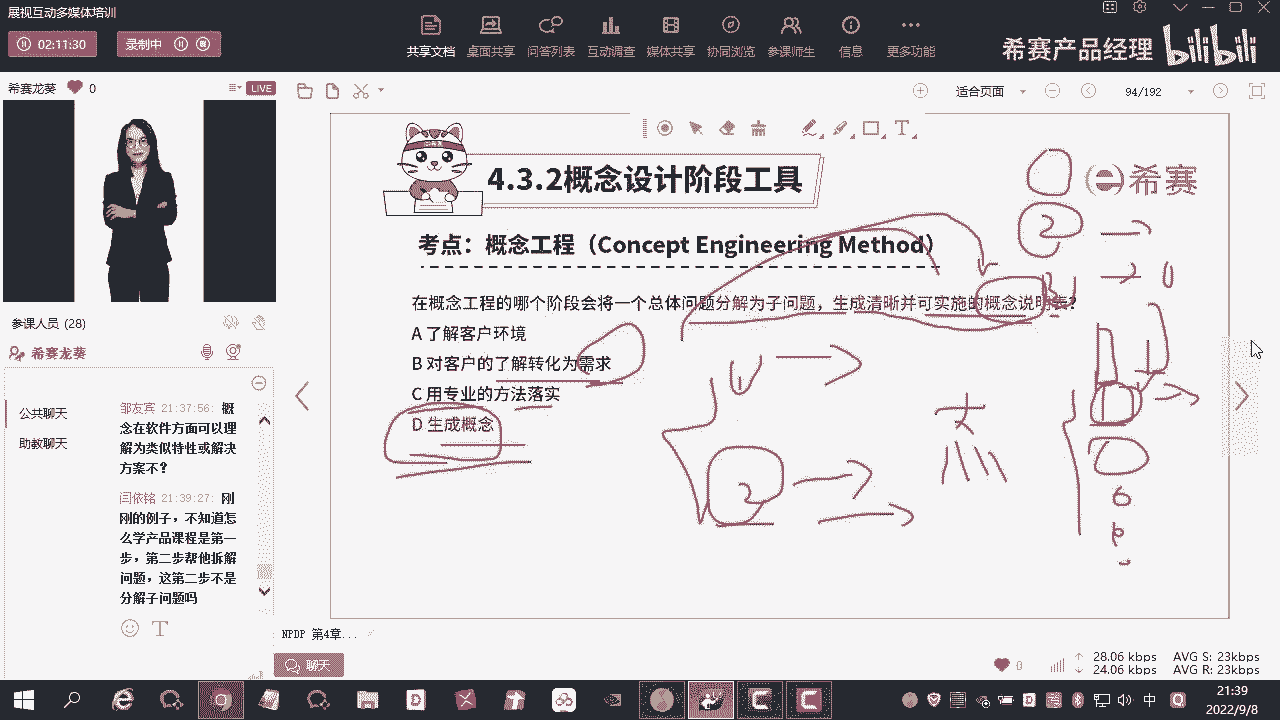 展视互动多媒体培训
02:11:30
录制中
共享文档 桌面共享 问答列表 互动调查 媒体共享 协同浏览 多课师生 信息 更多功能
希赛产品经理 bilibili
希赛龙葵 0
LIVE
适合页面
94/192
4.3.2概念设计阶段工具
希赛
考点：概念工程（Concept Engineering Method）
在概念工程的哪个阶段会将一个总体问题分解为子问题，生成清晰并可实施的概念说明表？
A 了解客户环境
B 对客户的了解转化为需求
C 用专业的方法落实
D 生成概念
参课人员 (28)
希赛龙葵
公共聊天
助教聊天
邹友宾 21:37:56: 概
念在软件方面可以理
解为类似特性或解决
方案不?
闫依铭 21:39:27: 刚
刚的例子，不知道怎
么学产品课程是第一
步，第二步帮他拆解
问题，这第二步不是
分解子问题吗
NPDP 第4章...
聊天
0
28.06 kbps AVG S: 23kbps
24.06 kbps AVG R: 23kbps
中
21:39
2022/9/8